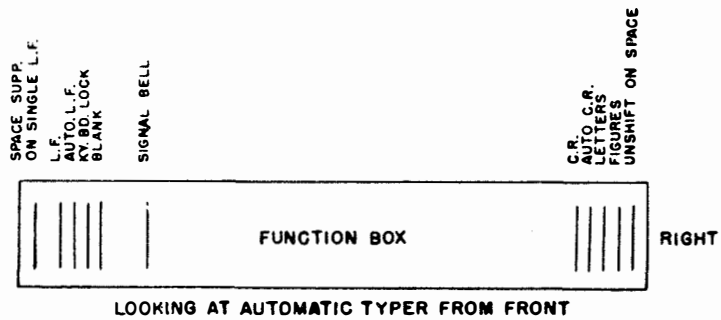 SPACE SUPP.
ON SINGLE L.F.
L.F.
AUTO. L.F.
KY. BD. LOCK
BLANK
SIGNAL BELL
C.R.
AUTO C.R.
LETTERS
FIGURES
UNSHIFT ON SPACE
FUNCTION BOX
RIGHT
LOOKING AT AUTOMATIC TYPER FROM FRONT